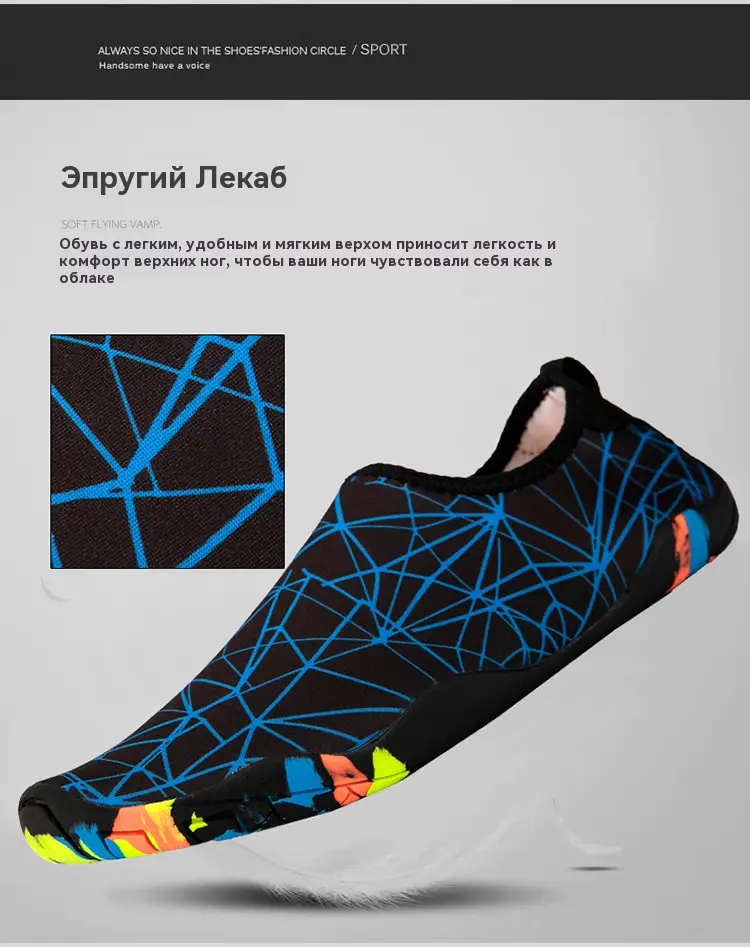 ALWAYS SO NICE IN THE SHOES'FASHION CIRCLE / SPORT
Handsome have a voice
Эпругий Лекаб
SOFT FLYING VAMP.
Обувь с легким, удобным и мягким верхом приносит легкость и
комфорт верхних ног, чтобы ваши ноги чувствовали себя как в
облаке